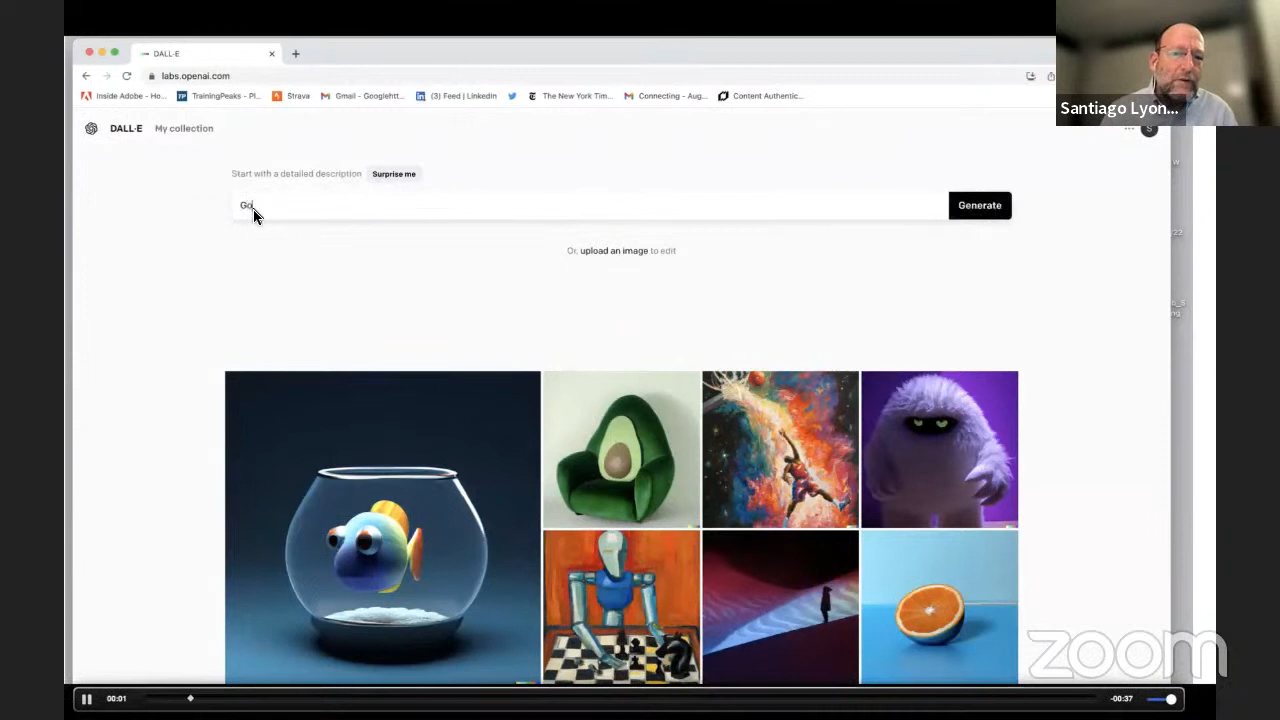 DALL·E
labs.openai.com
Inside Adobe - Ho... TrainingPeaks - Pl... Strava Gmail - Googlehtt... (3) Feed | LinkedIn The New York Tim... Connecting - Aug... Content Authentic...
Santiago Lyon...
DALL·E My collection
S
Start with a detailed description Surprise me
Go
Generate
Or, upload an image to edit
zoom
00:01
-00:37